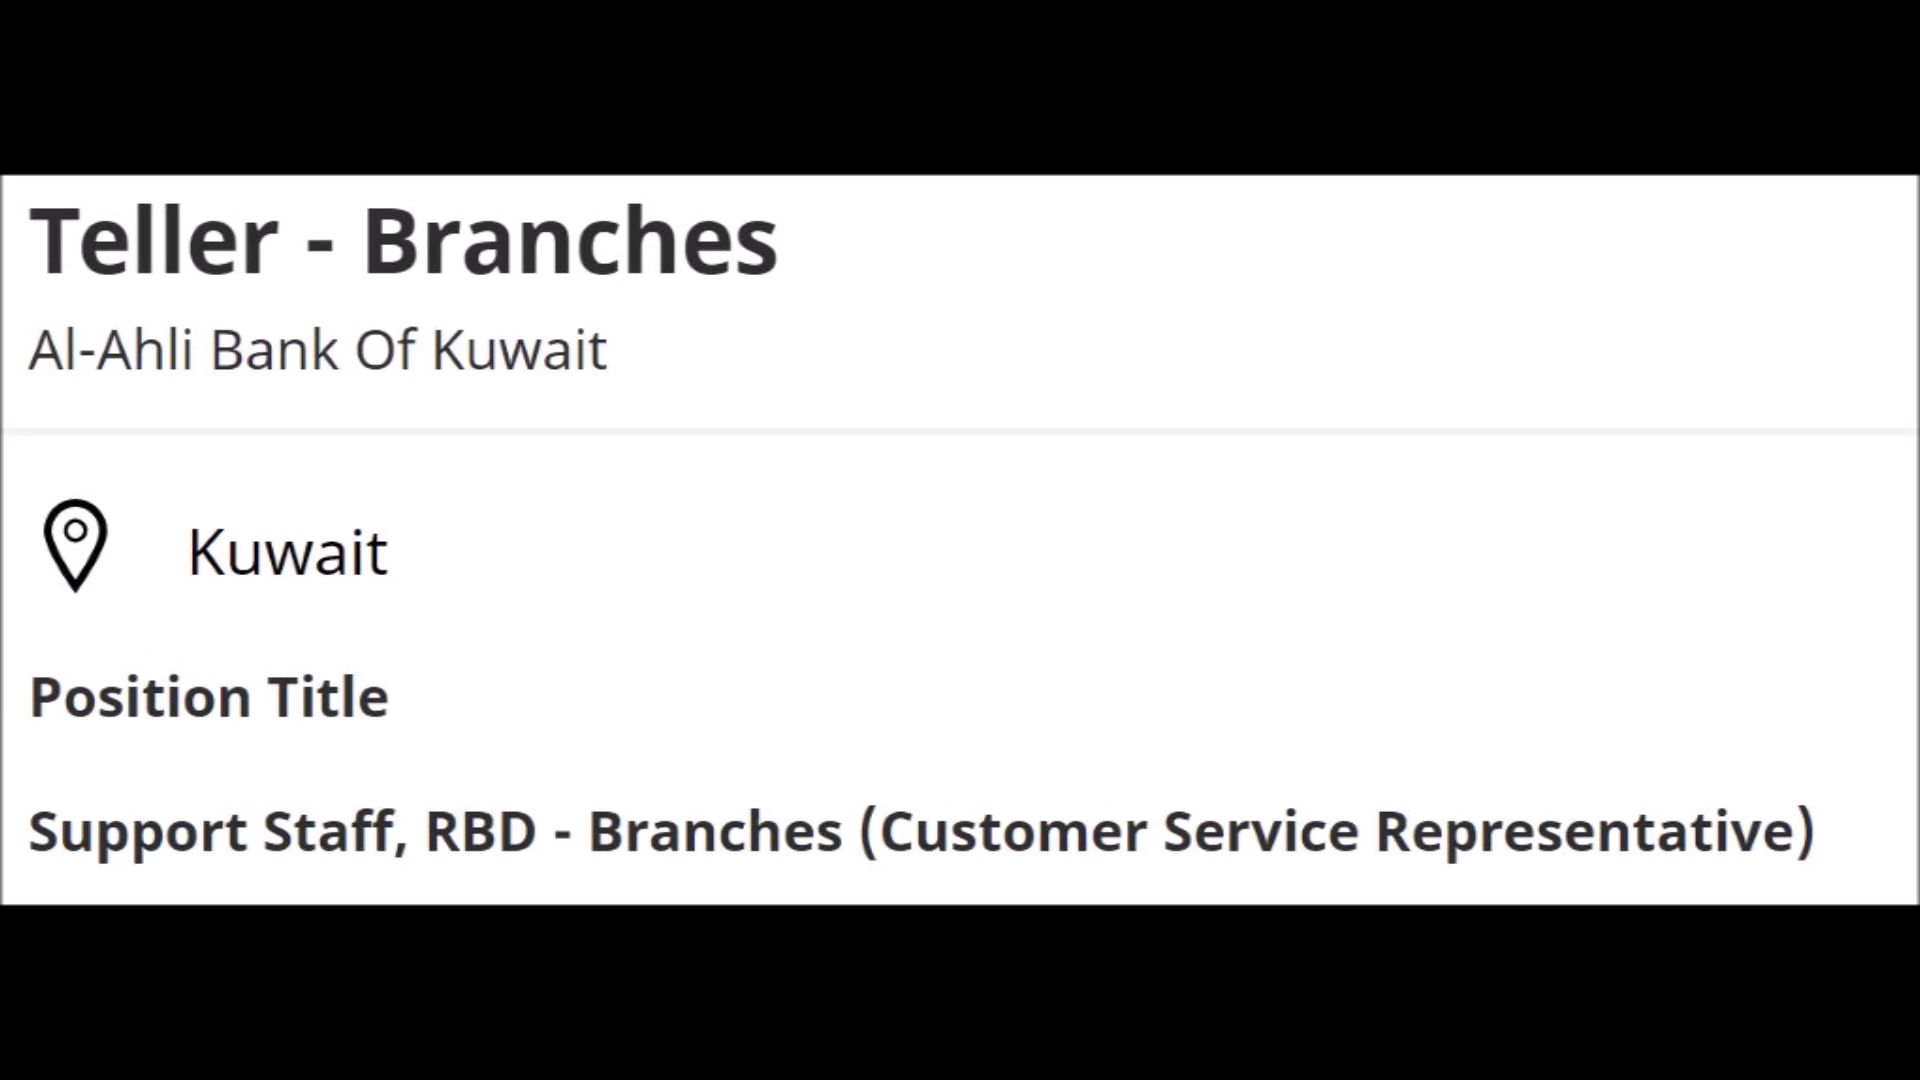 Teller - Branches
Al-Ahli Bank Of Kuwait
Kuwait
Position Title
Support Staff, RBD - Branches (Customer Service Representative)